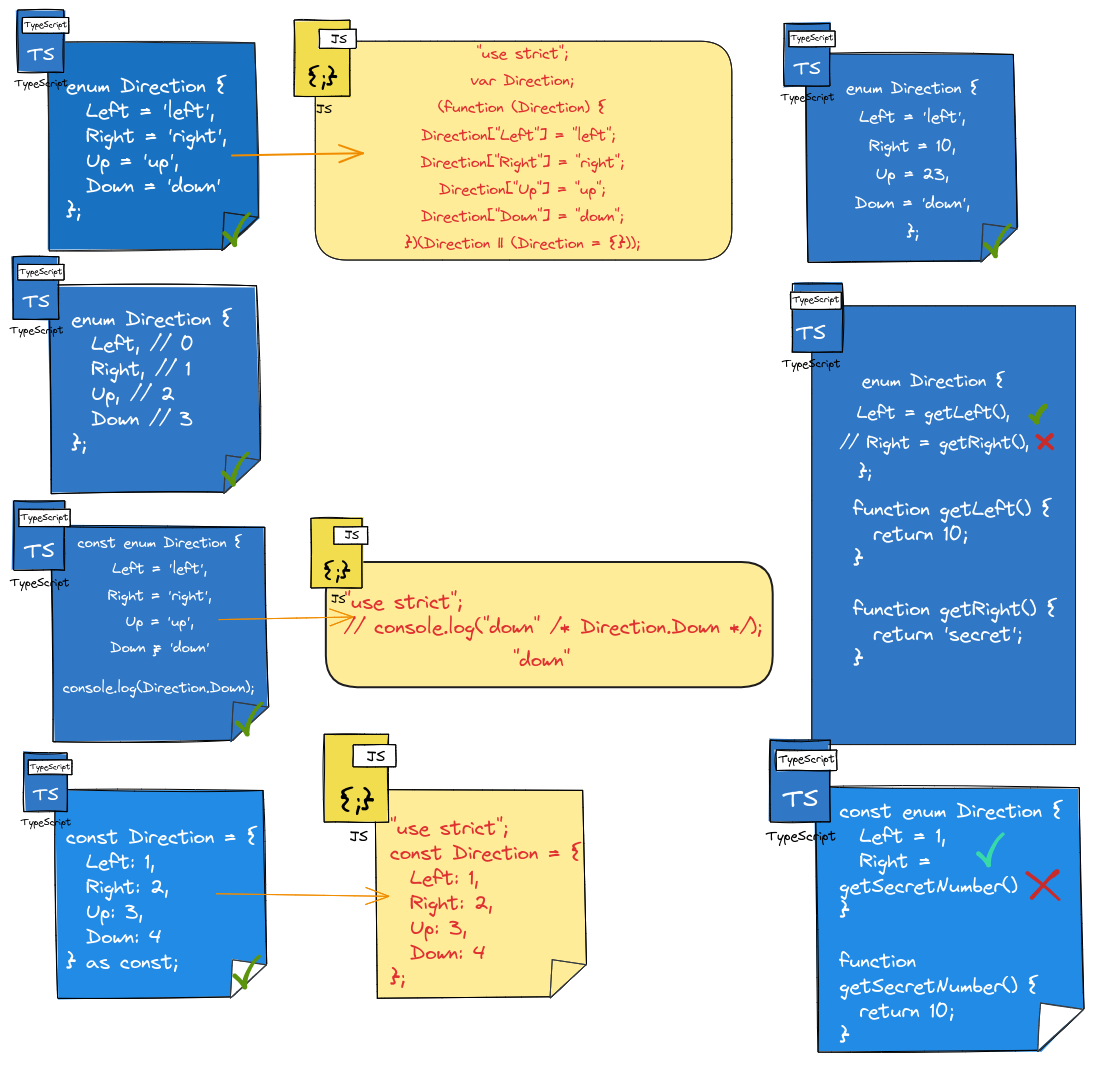 TypeScript
TS
TypeScript
enum Direction {
Left = 'left',
Right = 'right',
Up = 'up',
Down = 'down'
};
JS
{;}
JS
"use strict";
var Direction;
(function (Direction) {
Direction["Left"] = "left";
Direction["Right"] = "right";
Direction["Up"] = "up";
Direction["Down"] = "down";
})(Direction || (Direction = {}));
TypeScript
TS
TypeScript
enum Direction {
Left = 'left',
Right = 10,
Up = 23,
Down = 'down',
};
TypeScript
TS
TypeScript
enum Direction {
Left, // 0
Right, // 1
Up, // 2
Down // 3
};
TypeScript
TS
TypeScript
enum Direction {
Left = getLeft(),
// Right = getRight(),
};
function getLeft() {
return 10;
}
function getRight() {
return 'secret';
}
TypeScript
TS
TypeScript
const enum Direction {
Left = 'left',
Right = 'right',
Up = 'up',
Down = 'down'
};
console.log(Direction.Down);
JS
{;}
JS
"use strict";
// console.log("down" /* Direction.Down */);
"down"
TypeScript
TS
TypeScript
const Direction = {
Left: 1,
Right: 2,
Up: 3,
Down: 4
} as const;
JS
{;}
JS
"use strict";
const Direction = {
Left: 1,
Right: 2,
Up: 3,
Down: 4
};
TypeScript
TS
TypeScript
const enum Direction {
Left = 1,
Right =
getSecretNumber()
}
function
getSecretNumber() {
return 10;
}